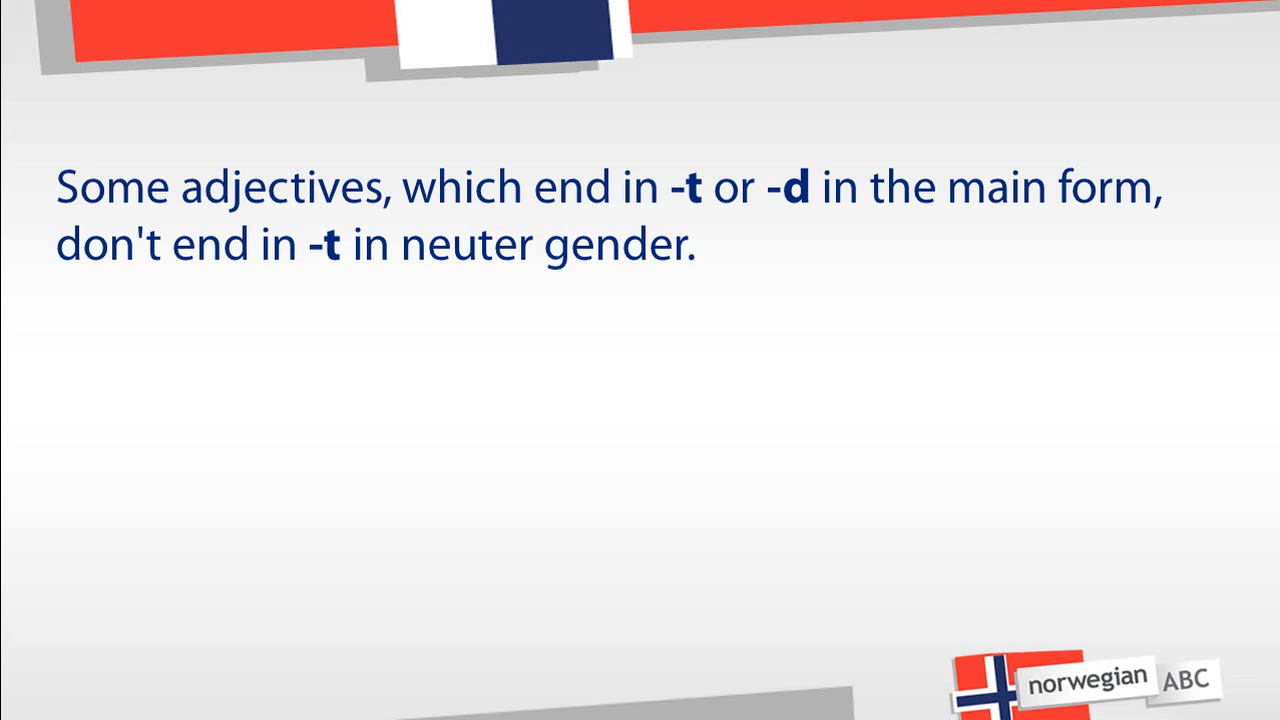 Some adjectives, which end in -t or -d in the main form,
don't end in -t in neuter gender.
norwegian ABC